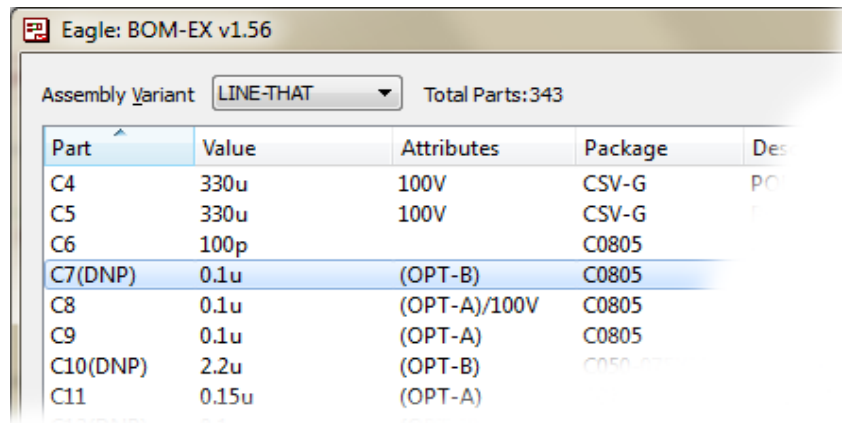 Eagle: BOM-EX v1.56
Assembly Variant LINE-THAT Total Parts:343
Part Value Attributes Package
C4 330u 100V CSV-G
C5 330u 100V CSV-G
C6 100p C0805
C7(DNP) 0.1u (OPT-B) C0805
C8 0.1u (OPT-A)/100V C0805
C9 0.1u (OPT-A) C0805
C10(DNP) 2.2u (OPT-B)
C11 0.15u (OPT-A)